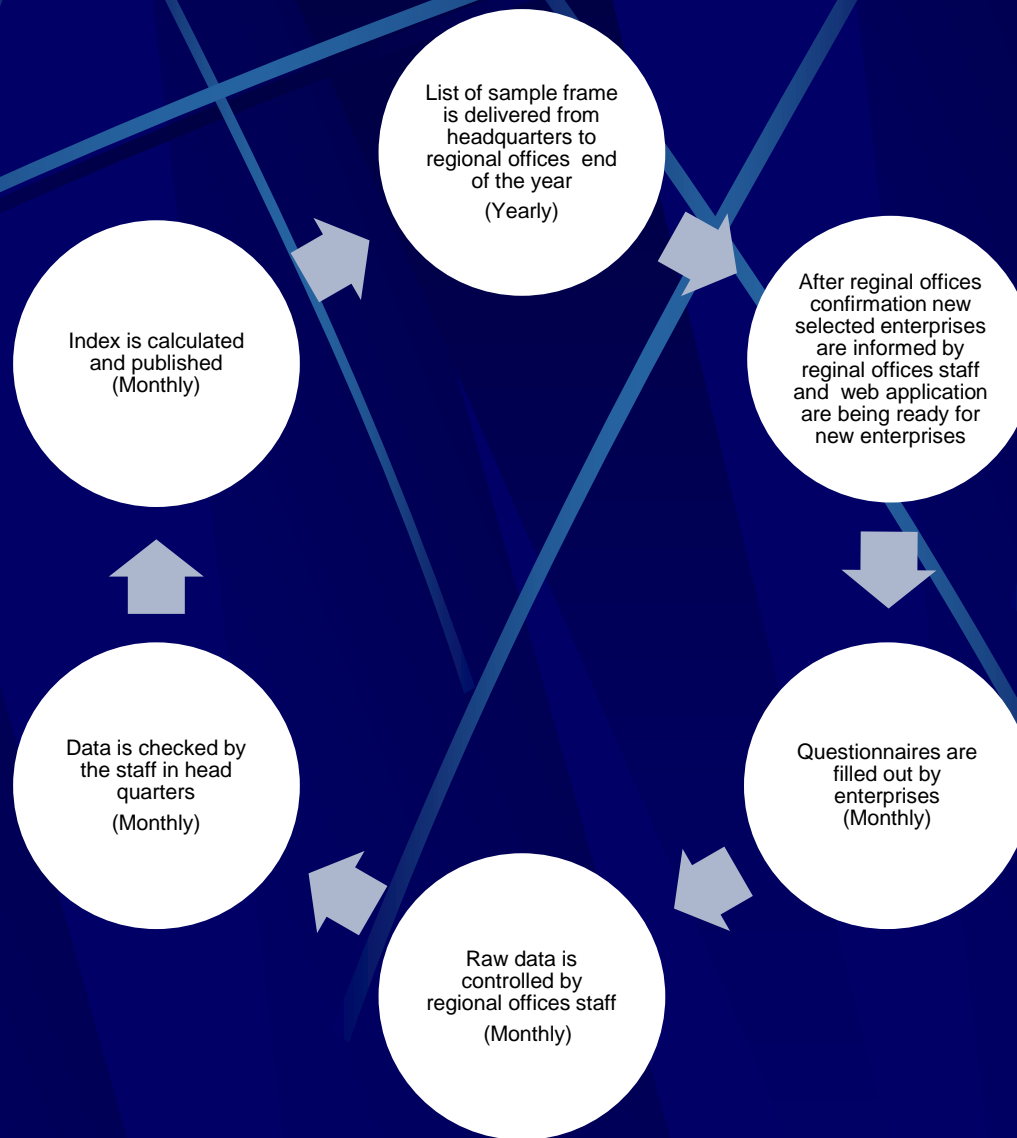 List of sample frame
is delivered from
headquarters to
regional offices end
of the year
(Yearly)
After reginal offices
confirmation new
selected enterprises
are informed by
reginal offices staff
and web application
are being ready for
new enterprises
Questionnaires are
filled out by
enterprises
(Monthly)
Raw data is
controlled by
regional offices staff
(Monthly)
Data is checked by
the staff in head
quarters
(Monthly)
Index is calculated
and published
(Monthly)